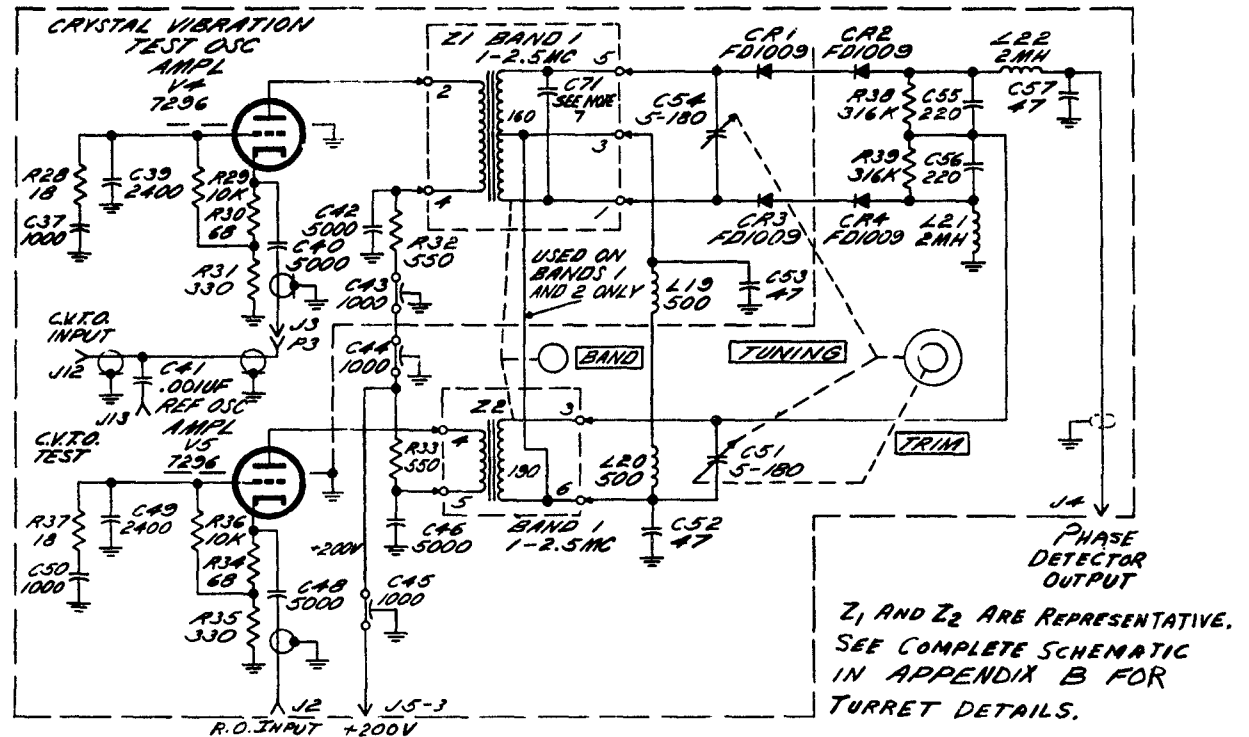 CRYSTAL VIBRATION
TEST OSC
AMPL
V4
7296
Z1 BAND 1
1-2.5MC
5
2
C71
SEE NOTE
7
160
3
4
1
CR1
FD1009
CR2
FD1009
L22
2MH
C54
5-180
R38
316K
C55
220
C57
47
R39
316K
C56
220
CR3
FD1009
CR4
FD1009
L21
2MH
R28
18
C39
2400
R29
10K
C37
1000
R30
68
C40
5000
R31
330
C42
5000
R32
550
C43
1000
USED ON
BANDS 1
AND 2 ONLY
L19
500
C53
47
C.V.T.O.
INPUT
J12
J3
P3
C41
.001UF
J13
C44
1000
BAND
TUNING
TRIM
REF OSC
AMPL
V5
7296
C.V.T.O.
TEST
Z2
3
4
R33
550
190
5
6
L20
500
C51
5-180
BAND 1
1-2.5MC
C52
47
R37
18
C49
2400
R36
10K
C50
1000
R34
68
C48
5000
R35
330
C46
5000
+200V
C45
1000
J4
PHASE
DETECTOR
OUTPUT
J2
R.O. INPUT
J5-3
+200V
Z1 AND Z2 ARE REPRESENTATIVE.
SEE COMPLETE SCHEMATIC
IN APPENDIX B FOR
TURRET DETAILS.